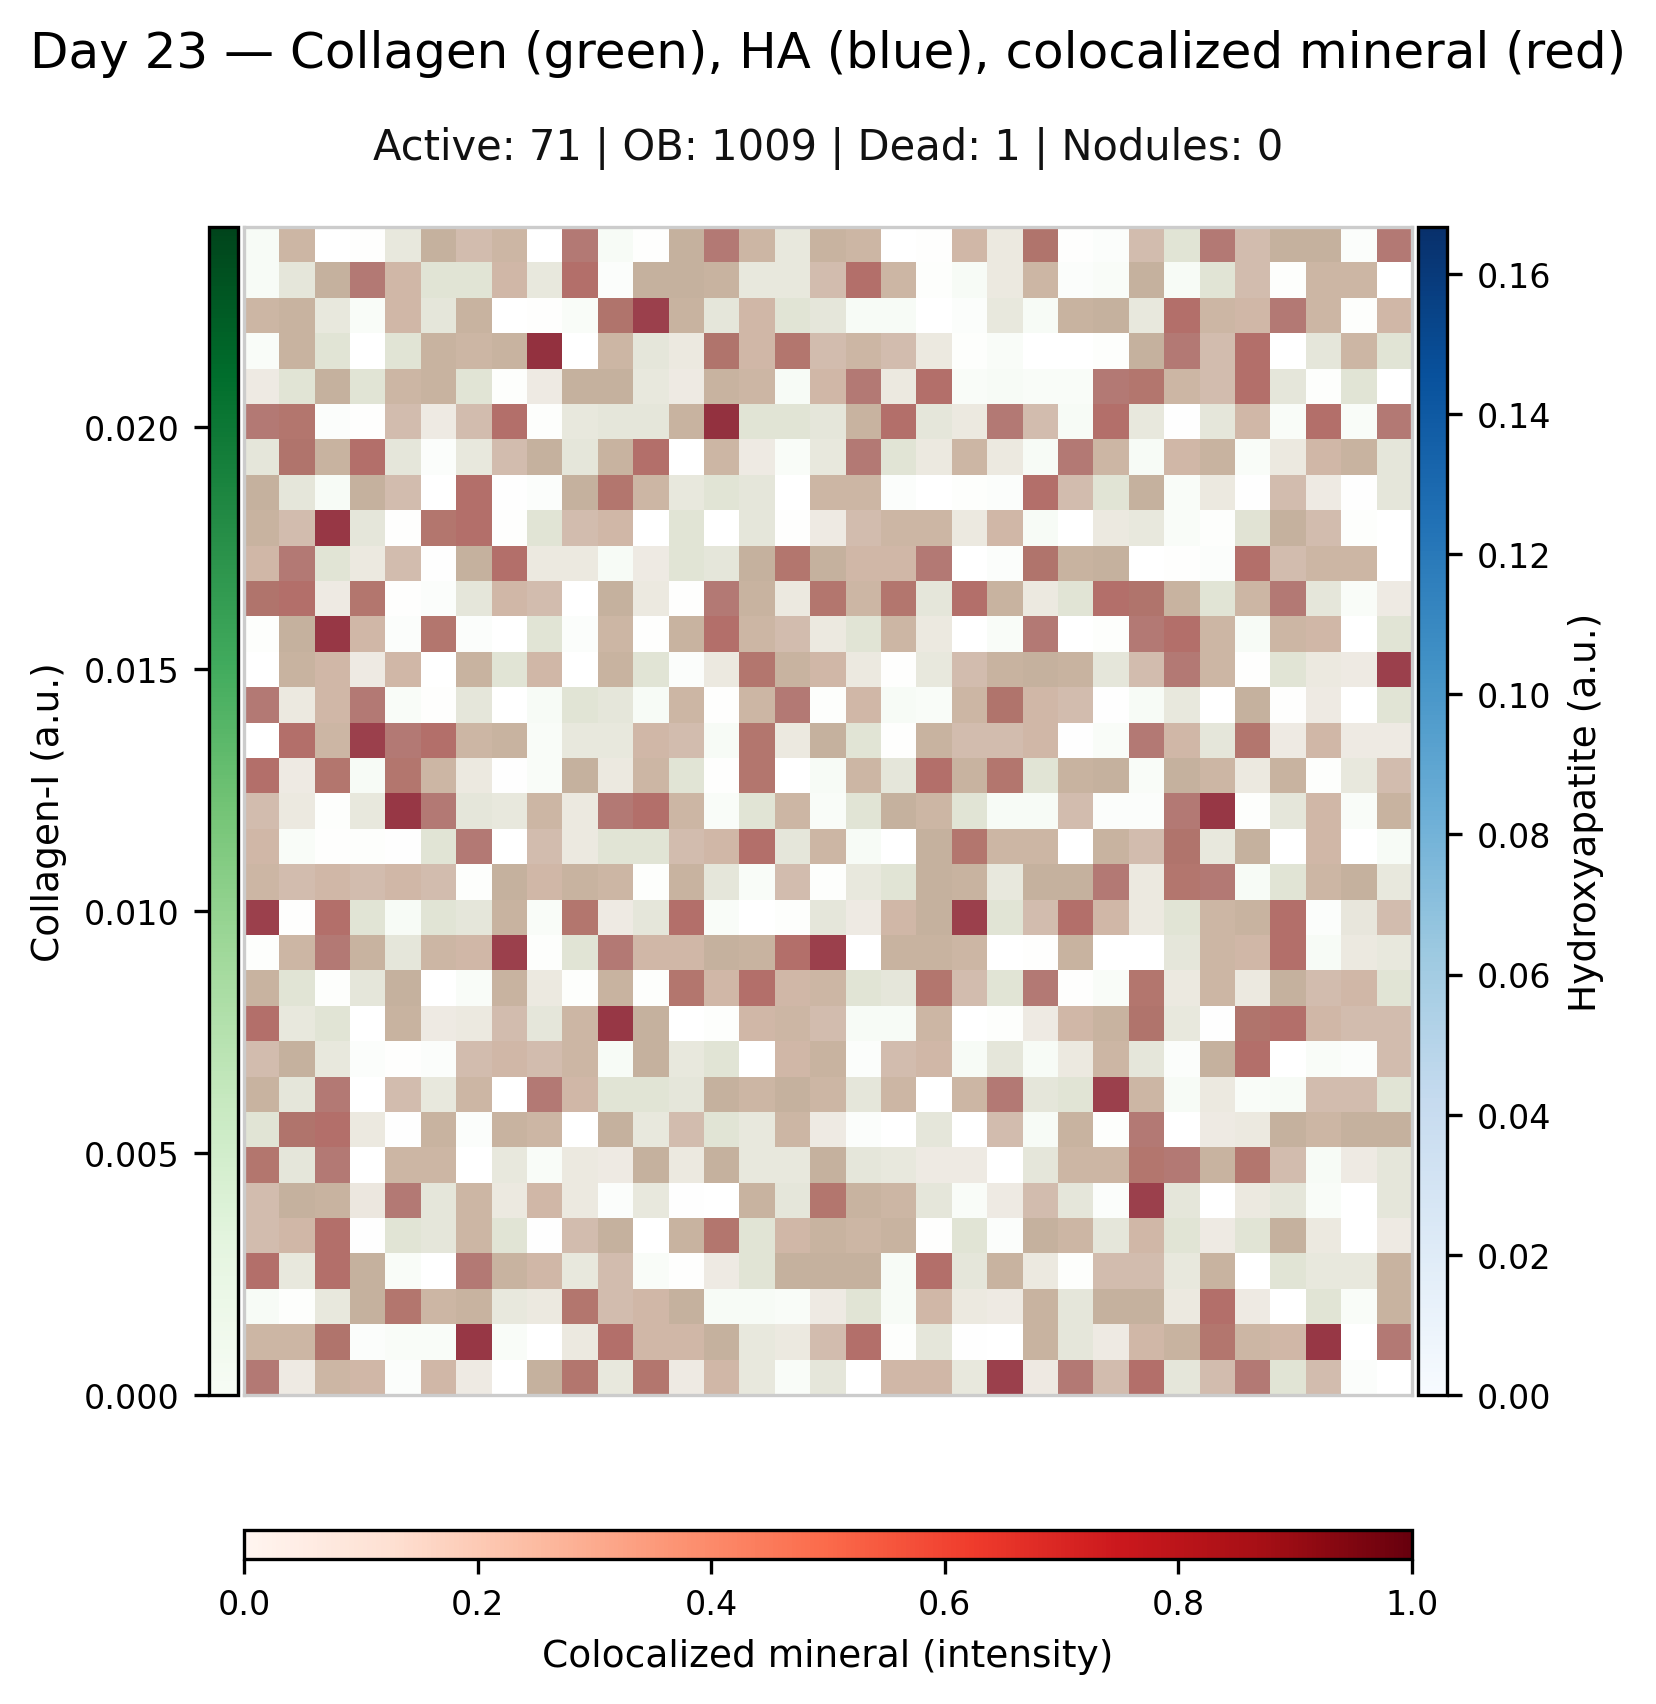 Day 23 — Collagen (green), HA (blue), colocalized mineral (red)
Active: 71 | OB: 1009 | Dead: 1 | Nodules: 0
Collagen-I (a.u.)
0.020
0.015
0.010
0.005
0.000
0.16
0.14
0.12
0.10
0.08
0.06
0.04
0.02
0.00
Hydroxyapatite (a.u.)
0.0 0.2 0.4 0.6 0.8 1.0
Colocalized mineral (intensity)